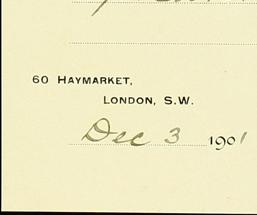 60 HAYMARKET,
LONDON, S.W.
Dec 3 1901